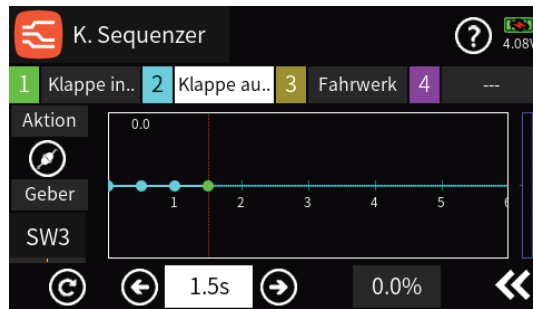 K. Sequenzer ? 4.08V
1 Klappe in.. 2 Klappe au.. 3 Fahrwerk 4 ---
Aktion
0.0
Geber
1 2 3 4 5 6
SW3
1.5s 0.0%